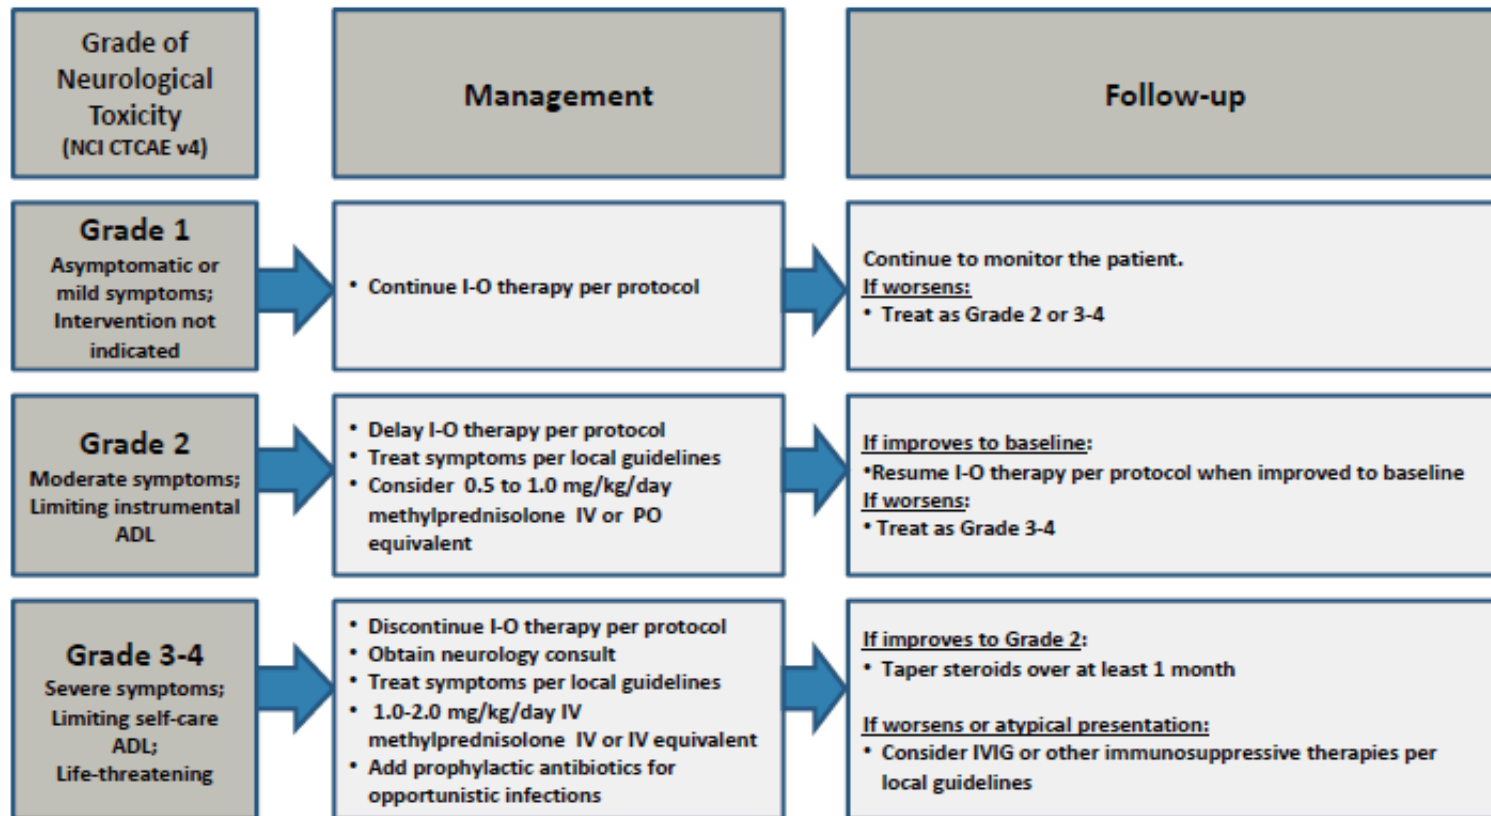 Grade of
Neurological
Toxicity
(NCI CTCAE v4)
Management
Follow-up
Grade 1
Asymptomatic or
mild symptoms;
Intervention not
indicated
• Continue I-O therapy per protocol
Continue to monitor the patient.
If worsens:
• Treat as Grade 2 or 3-4
Grade 2
Moderate symptoms;
Limiting instrumental
ADL
• Delay I-O therapy per protocol
• Treat symptoms per local guidelines
• Consider 0.5 to 1.0 mg/kg/day
methylprednisolone IV or PO
equivalent
If improves to baseline:
•Resume I-O therapy per protocol when improved to baseline
If worsens:
• Treat as Grade 3-4
Grade 3-4
Severe symptoms;
Limiting self-care
ADL;
Life-threatening
• Discontinue I-O therapy per protocol
• Obtain neurology consult
• Treat symptoms per local guidelines
• 1.0-2.0 mg/kg/day IV
methylprednisolone IV or IV equivalent
• Add prophylactic antibiotics for
opportunistic infections
If improves to Grade 2:
• Taper steroids over at least 1 month
If worsens or atypical presentation:
• Consider IVIG or other immunosuppressive therapies per
local guidelines